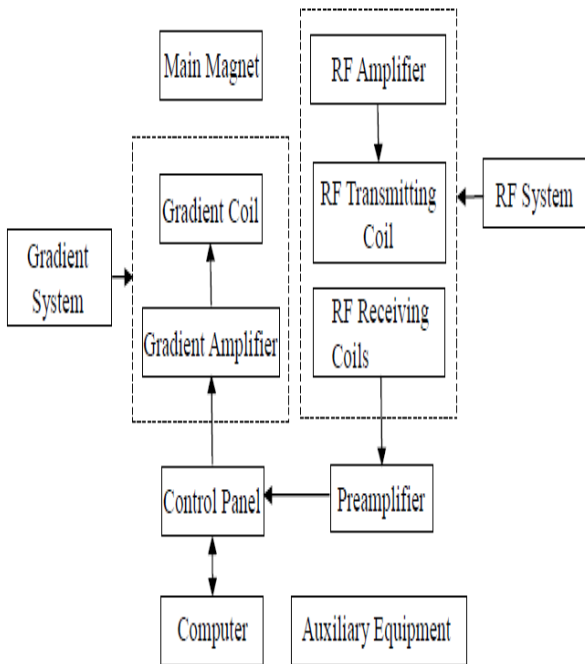 Main Magnet
RF Amplifier
Gradient Coil
RF Transmitting
Coil
RF System
Gradient
System
Gradient Amplifier
RF Receiving
Coils
Control Panel
Preamplifier
Computer
Auxiliary Equipment